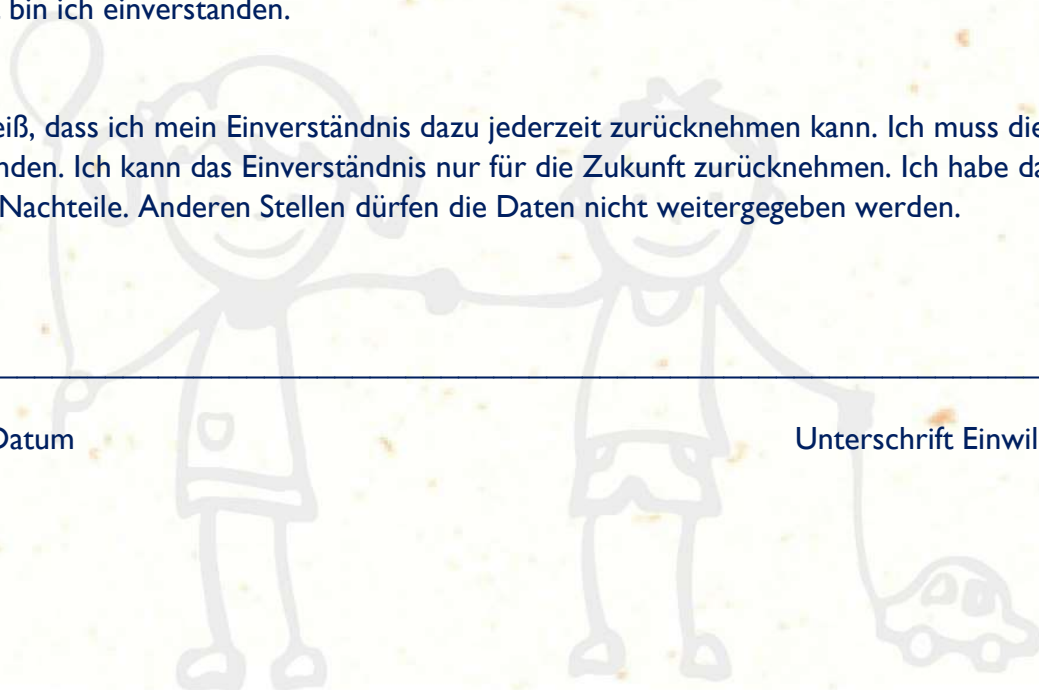 bin ich einverstanden.
eiß, dass ich mein Einverständnis dazu jederzeit zurücknehmen kann. Ich muss die
nden. Ich kann das Einverständnis nur für die Zukunft zurücknehmen. Ich habe da
Nachteile. Anderen Stellen dürfen die Daten nicht weitergegeben werden.
Datum Unterschrift Einwil